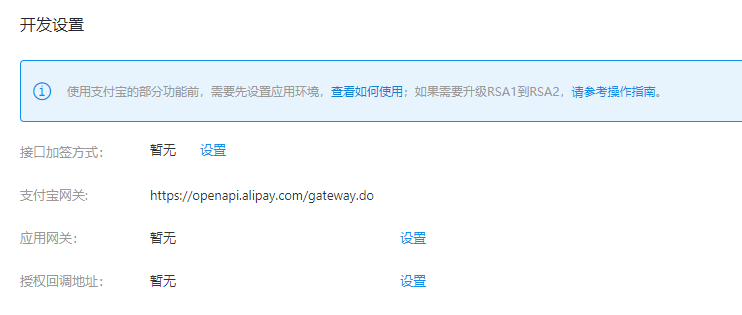 开发设置
使用支付宝的部分功能前，需要先设置应用环境，查看如何使用；如果需要升级RSA1到RSA2，请参考操作指南。
接口加签方式： 暂无 设置
支付宝网关: https://openapi.alipay.com/gateway.do
应用网关： 暂无 设置
授权回调地址： 暂无 设置